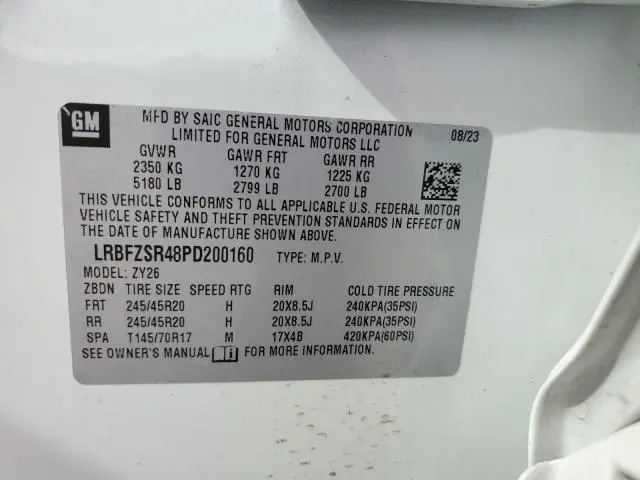 GM
MFD BY SAIC GENERAL MOTORS CORPORATION 08/23
LIMITED FOR GENERAL MOTORS LLC
GVWR GAWR FRT GAWR RR
2350 KG 1270 KG 1225 KG
5180 LB 2799 LB 2700 LB
THIS VEHICLE CONFORMS TO ALL APPLICABLE U.S. FEDERAL MOTOR
VEHICLE SAFETY AND THEFT PREVENTION STANDARDS IN EFFECT ON
THE DATE OF MANUFACTURE SHOWN ABOVE.
LRBFZSR48PD200160 TYPE: M.P.V.
MODEL: ZY26
ZBDN TIRE SIZE SPEED RTG RIM COLD TIRE PRESSURE
FRT 245/45R20 H 20X8.5J 240KPA(35PSI)
RR 245/45R20 H 20X8.5J 240KPA(35PSI)
SPA T145/70R17 M 17X4B 420KPA(60PSI)
SEE OWNER'S MANUAL FOR MORE INFORMATION.